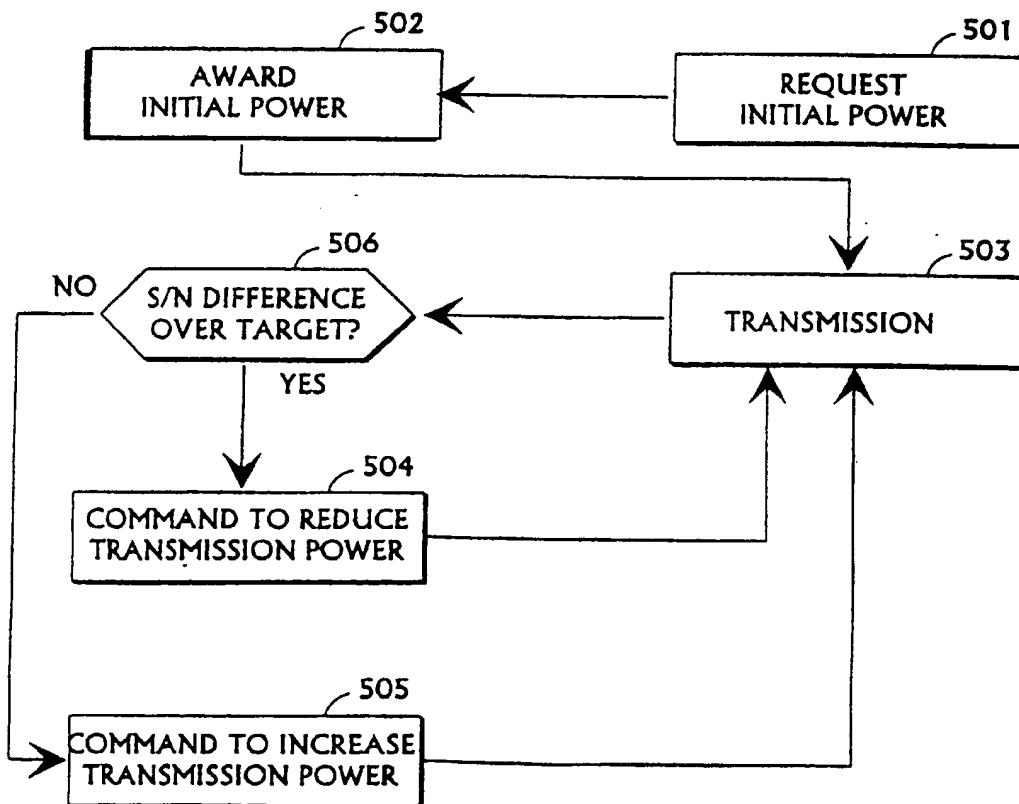 502
AWARD
INITIAL POWER
501
REQUEST
INITIAL POWER
506
NO
S/N DIFFERENCE
OVER TARGET?
YES
503
TRANSMISSION
504
COMMAND TO REDUCE
TRANSMISSION POWER
505
COMMAND TO INCREASE
TRANSMISSION POWER